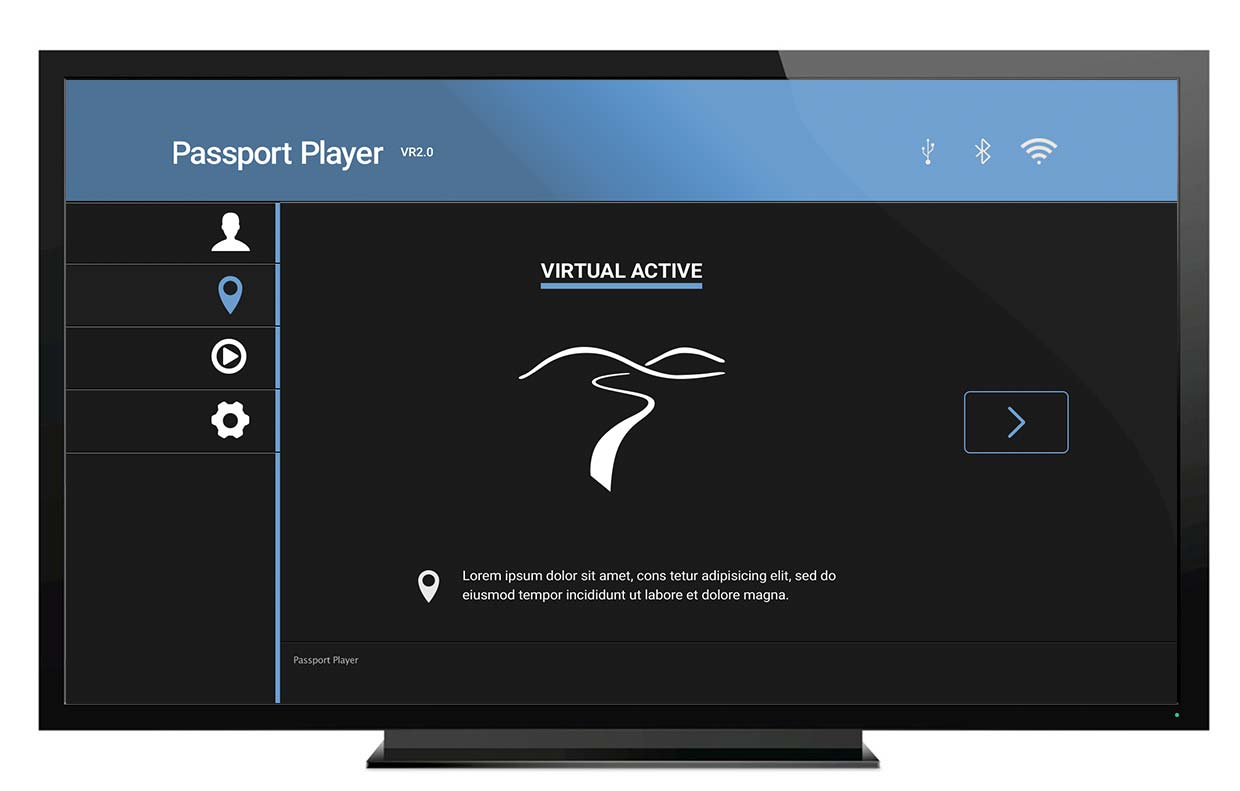 Passport Player VR2.0
VIRTUAL ACTIVE
Lorem ipsum dolor sit amet, cons tetur adipisicing elit, sed do
eiusmod tempor incididunt ut labore et dolore magna.
Passport Player